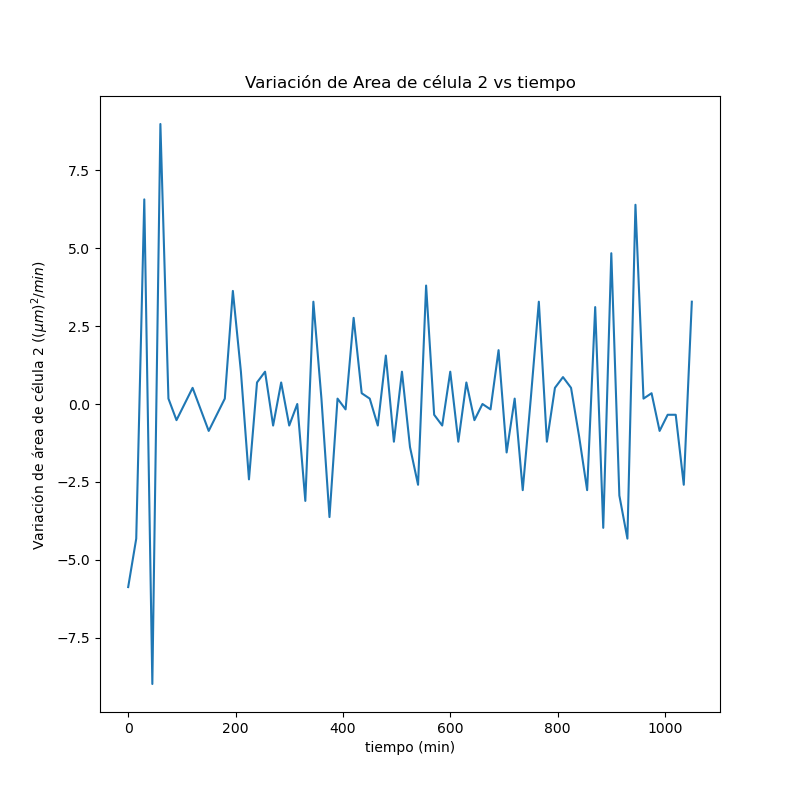 Variación de Area de célula 2 vs tiempo
Variación de área de célula 2 ((μm)²/min)
7.5
5.0
2.5
0.0
−2.5
−5.0
−7.5
0 200 400 600 800 1000
tiempo (min)